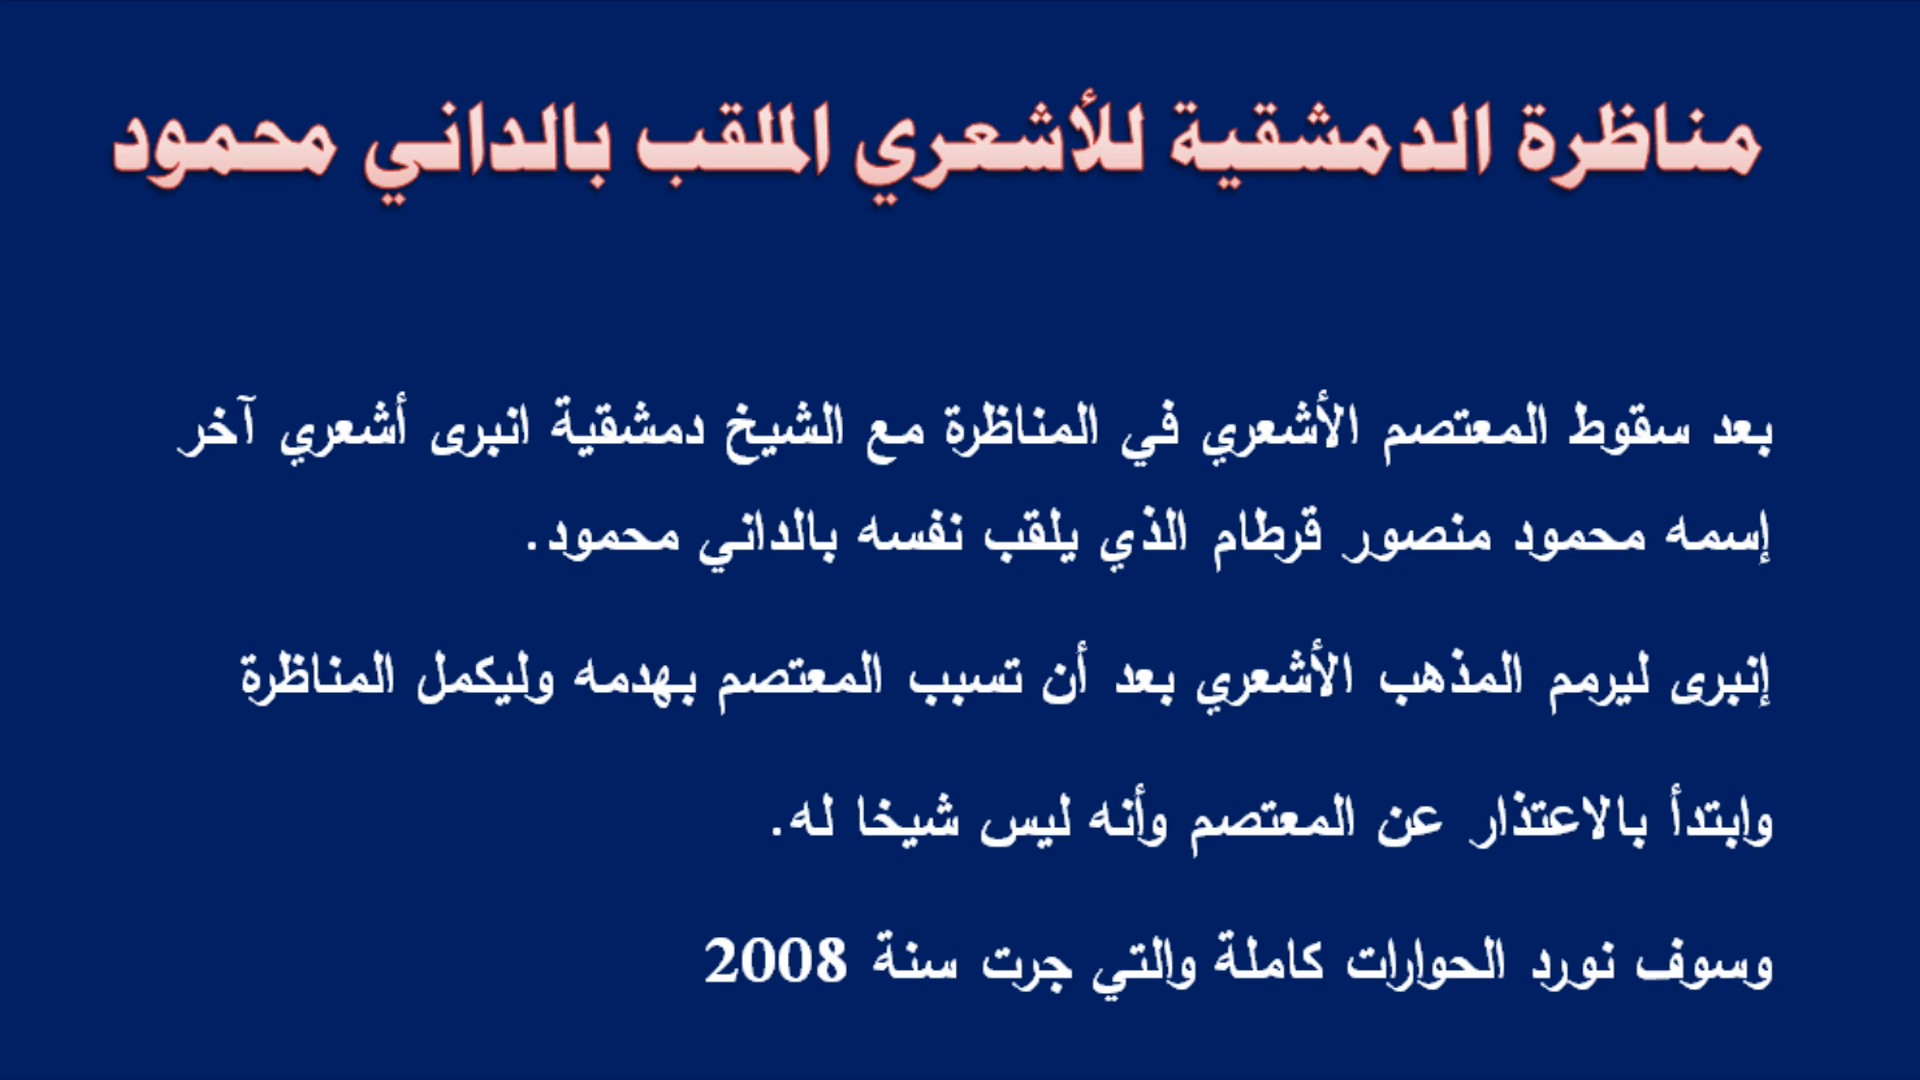 مناظرة الدمشقية للأشعري الملقب بالداني محمود
بعد سقوط المعتصم الأشعري في المناظرة مع الشيخ دمشقية انبرى أشعري آخر
إسمه محمود منصور قرطام الذي يلقب نفسه بالداني محمود.
إنبرى ليرمم المذهب الأشعري بعد أن تسبب المعتصم بهدمه وليكمل المناظرة
وابتدأ بالاعتذار عن المعتصم وأنه ليس شيخا له.
وسوف نورد الحوارات كاملة والتي جرت سنة 2008